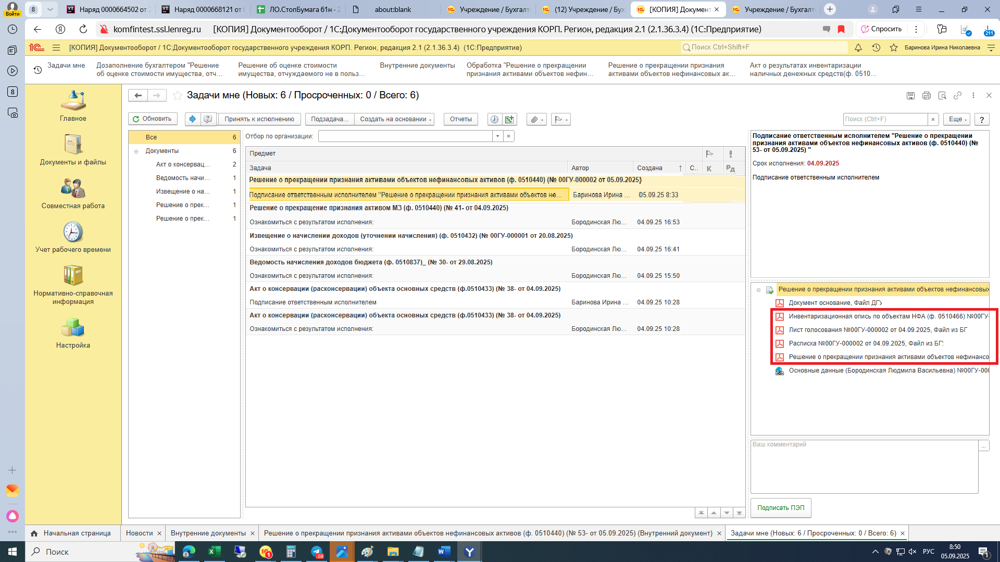 Войти
8
Наряд 0000664502 от 2
Наряд 0000668121 от 0
ЛО.СтопБумага 61н - 2
about:blank
Учреждение / Бухгалт
(12) Учреждение / Бух
[КОПИЯ] Документ
Учреждение / Бухгалт
komfintest.ssl.lenreg.ru
[КОПИЯ] Документооборот / 1С:Документооборот государственного учреждения КОРП. Регион, редакция 2.1 (2.1.36.3.4) (1С:Предприятие)
Спросить
211
[КОПИЯ] Документооборот / 1С:Документооборот государственного учреждения КОРП. Регион, редакция 2.1 (2.1.36.3.4) (1С:Предприятие)
Поиск Ctrl+Shift+F
Баринова Ирина Николаевна
Задачи мне
Дозаполнение бухгалтером "Решение
об оценке стоимости имущества, отч...
Решение об оценке стоимости
имущества, отчуждаемого не в польз...
Внутренние документы
Обработка "Решение о прекращении
признания активами объектов нефин...
Решение о прекращении признания
активами объектов нефинансовых ак...
Акт о результатах инвентаризации
наличных денежных средств(ф. 0510...
8
Главное
Документы и файлы
Совместная работа
Учет рабочего времени
Нормативно-справочная
информация
Настройка
Задачи мне (Новых: 6 / Просроченных: 0 / Всего: 6)
Обновить
Принять к исполнению
Подзадача...
Создать на основании
Отчеты
Поиск (Ctrl+F)
×
Еще
?
Все 6
Документы 6
Акт о консервац... 2
Ведомость начи... 1
Извещение о на... 1
Решение о прек... 1
Решение о прек... 1
Отбор по организации:
Предмет
Задача Автор Создана ↑ С.. К Рд
Решение о прекращении признания активами объектов нефинансовых активов (ф. 0510440) (№ 00ГУ-000002 от 05.09.2025)
Подписание ответственным исполнителем "Решение о прекращении признания активами объектов не... Баринова Ирина ... 05.09.25 8:33
Решение о прекращение признания активом МЗ (ф. 0510440) (№ 41- от 04.09.2025)
Ознакомиться с результатом исполнения: Бородинская Лю... 04.09.25 16:53
Извещение о начислении доходов (уточнении начисления) (ф. 0510432) (№ 00ГУ-000001 от 20.08.2025)
Ознакомиться с результатом исполнения: Бородинская Лю... 04.09.25 16:41
Ведомость начисления доходов бюджета (ф. 0510837)_ (№ 30- от 29.08.2025)
Ознакомиться с результатом исполнения: Бородинская Лю... 04.09.25 15:50
Акт о консервации (расконсервации) объекта основных средств (ф.0510433) (№ 38- от 04.09.2025)
Подписание ответственным исполнителем Баринова Ирина ... 04.09.25 10:28
Акт о консервации (расконсервации) объекта основных средств (ф.0510433) (№ 38- от 04.09.2025)
Ознакомиться с результатом исполнения: Бородинская Лю... 04.09.25 10:28
Подписание ответственным исполнителем "Решение о прекращении
признания активами объектов нефинансовых активов (ф. 0510440) (№
53- от 05.09.2025) "
Срок исполнения: 04.09.2025
Подписание ответственным исполнителем
Решение о прекращении признания активами объектов нефинансовых
Документ основание, Файл ДГУ
Инвентаризационная опись по объектам НФА (ф. 0510466) №00ГУ-
Лист голосования №00ГУ-000002 от 04.09.2025, Файл из БГ
Расписка №00ГУ-000002 от 04.09.2025, Файл из БГ
Решение о прекращении признания активами объектов нефинансо
Основные данные (Бородинская Людмила Васильевна) №00ГУ-000
Ваш комментарий
...
Подписать ПЭП
Начальная страница
Новости ×
Внутренние документы ×
Решение о прекращении признания активами объектов нефинансовых активов (ф. 0510440) (№ 53- от 05.09.2025) (Внутренний документ) ×
Задачи мне (Новых: 6 / Просроченных: 0 / Всего: 6) ×
Поиск
1
.08
РУС
8:50
05.09.2025
1